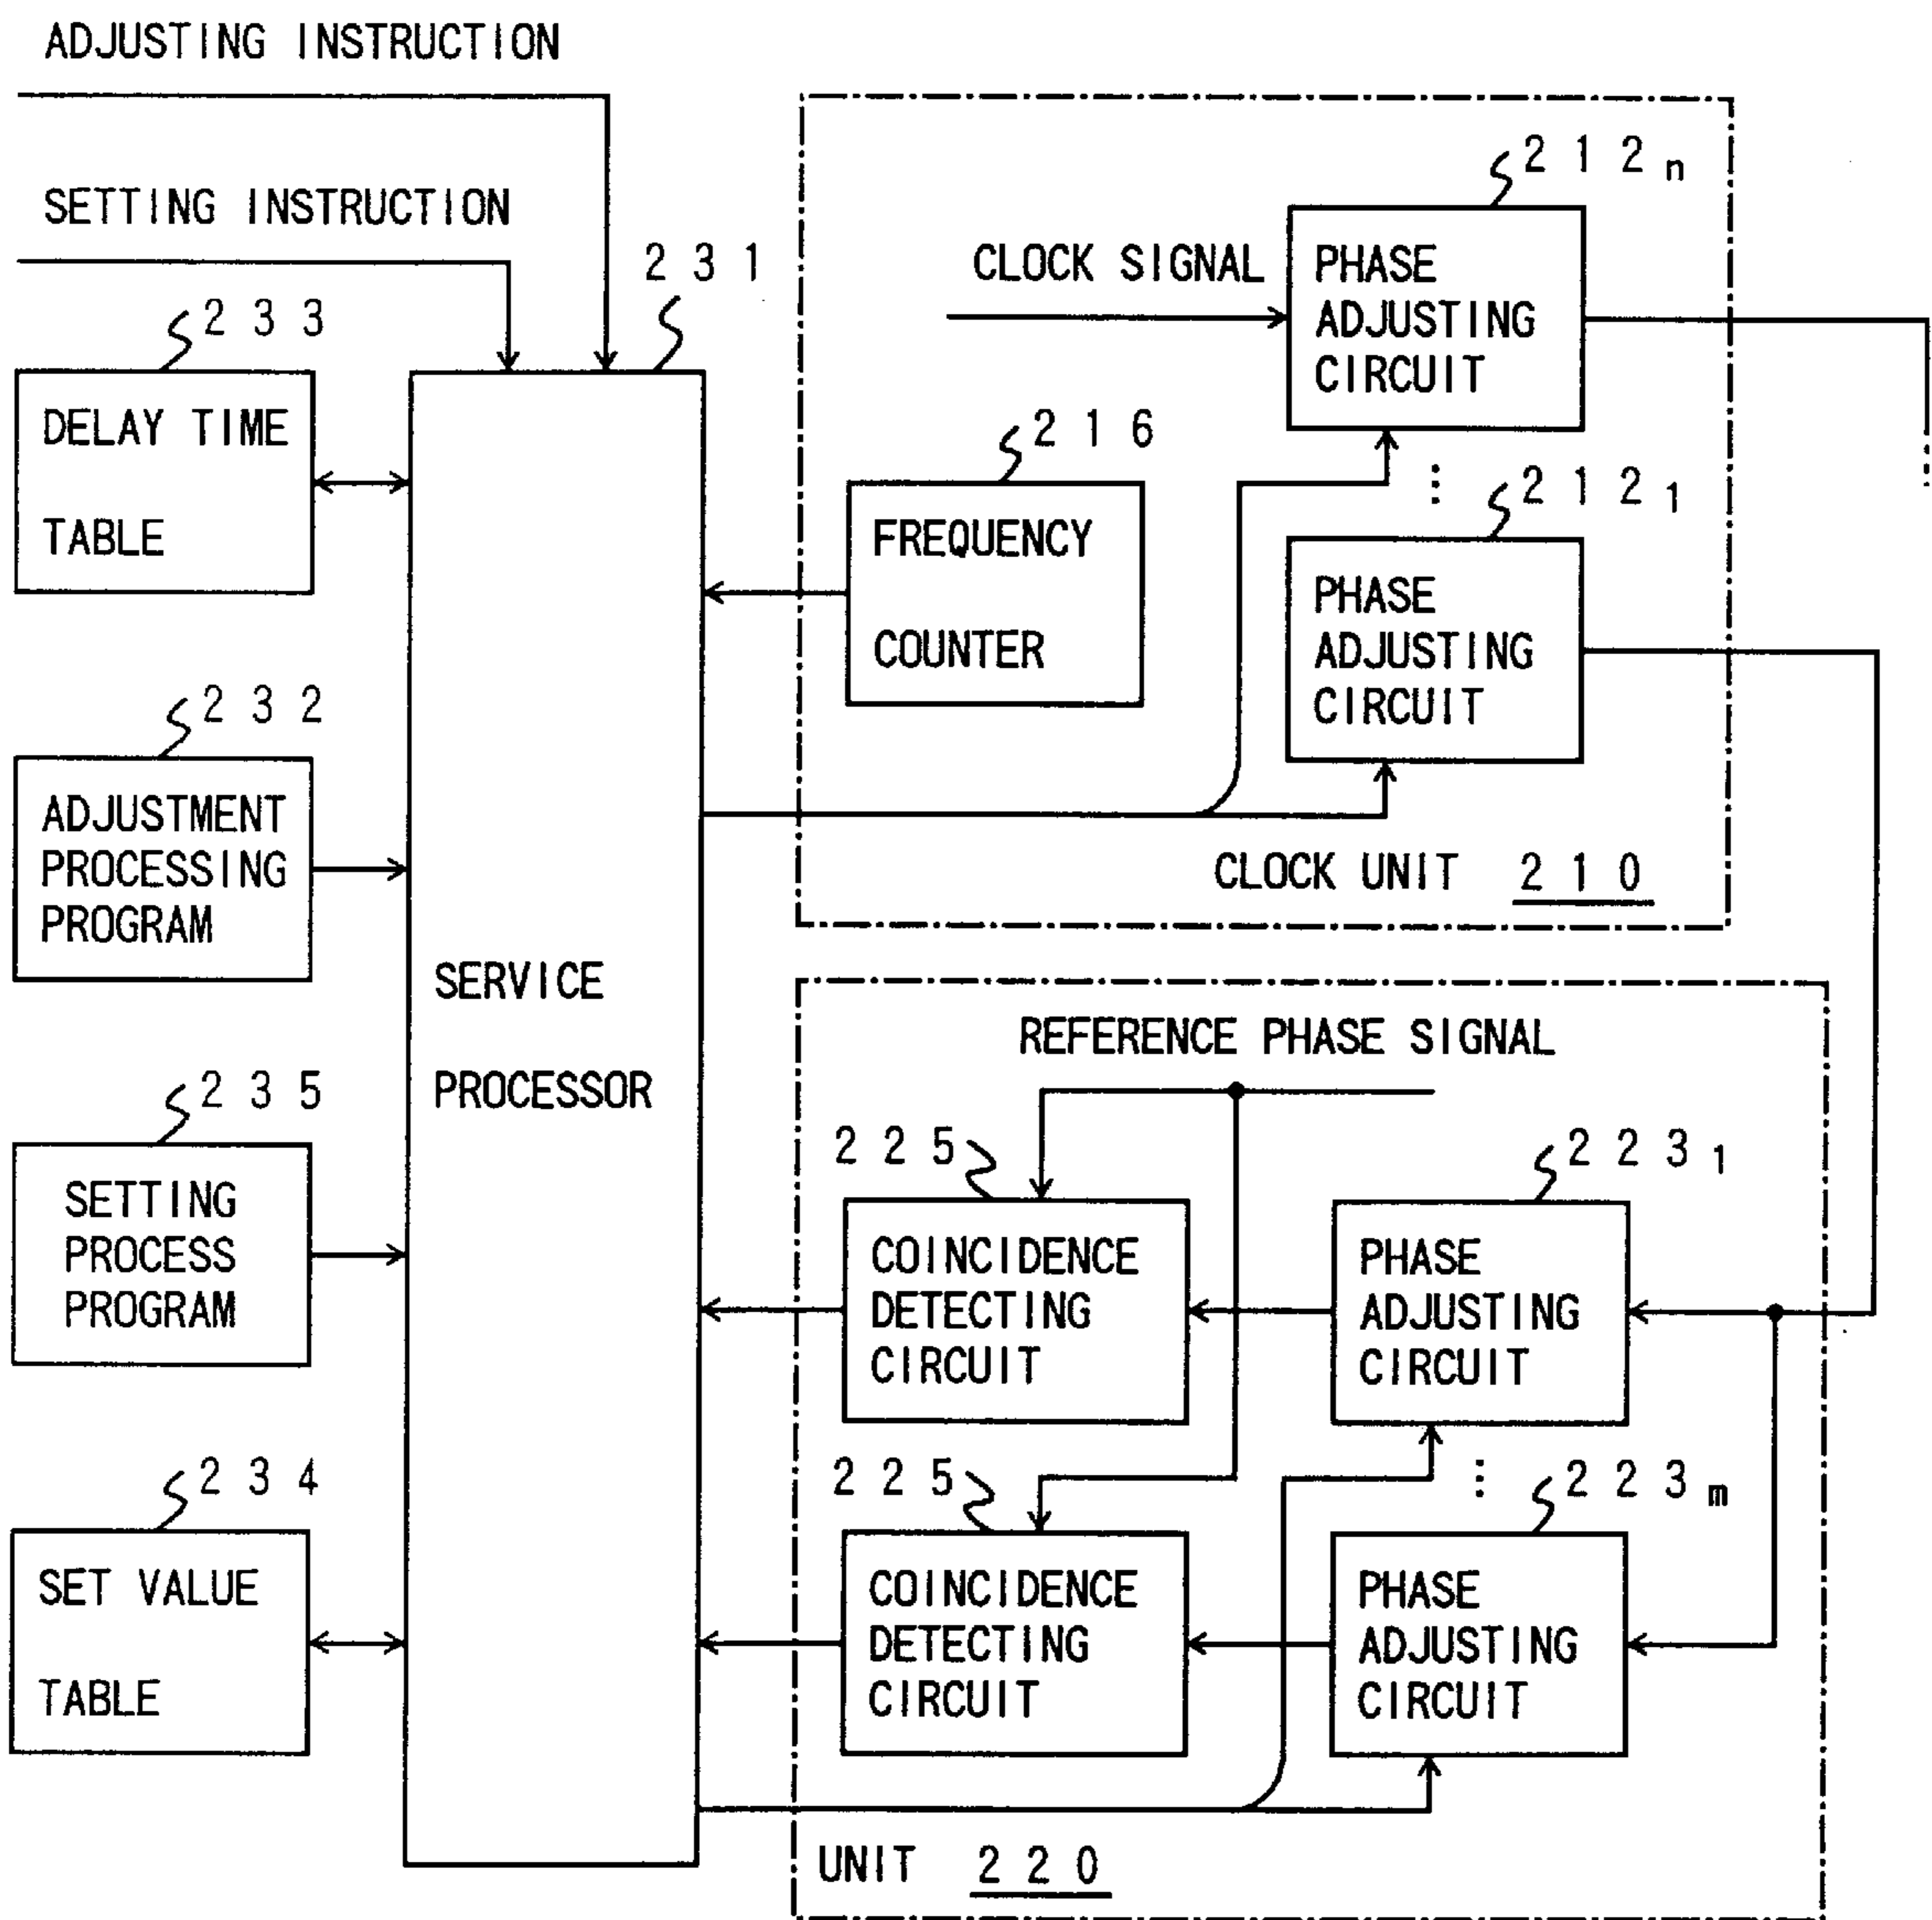 ADJUSTING INSTRUCTION
SETTING INSTRUCTION
231
233
DELAY TIME
TABLE
232
ADJUSTMENT
PROCESSING
PROGRAM
235
SETTING
PROCESS
PROGRAM
234
SET VALUE
TABLE
SERVICE
PROCESSOR
212n
CLOCK SIGNAL
PHASE
ADJUSTING
CIRCUIT
216
FREQUENCY
COUNTER
⋮
2121
PHASE
ADJUSTING
CIRCUIT
CLOCK UNIT 210
REFERENCE PHASE SIGNAL
225
COINCIDENCE
DETECTING
CIRCUIT
2231
PHASE
ADJUSTING
CIRCUIT
225
COINCIDENCE
DETECTING
CIRCUIT
⋮
223m
PHASE
ADJUSTING
CIRCUIT
UNIT 220